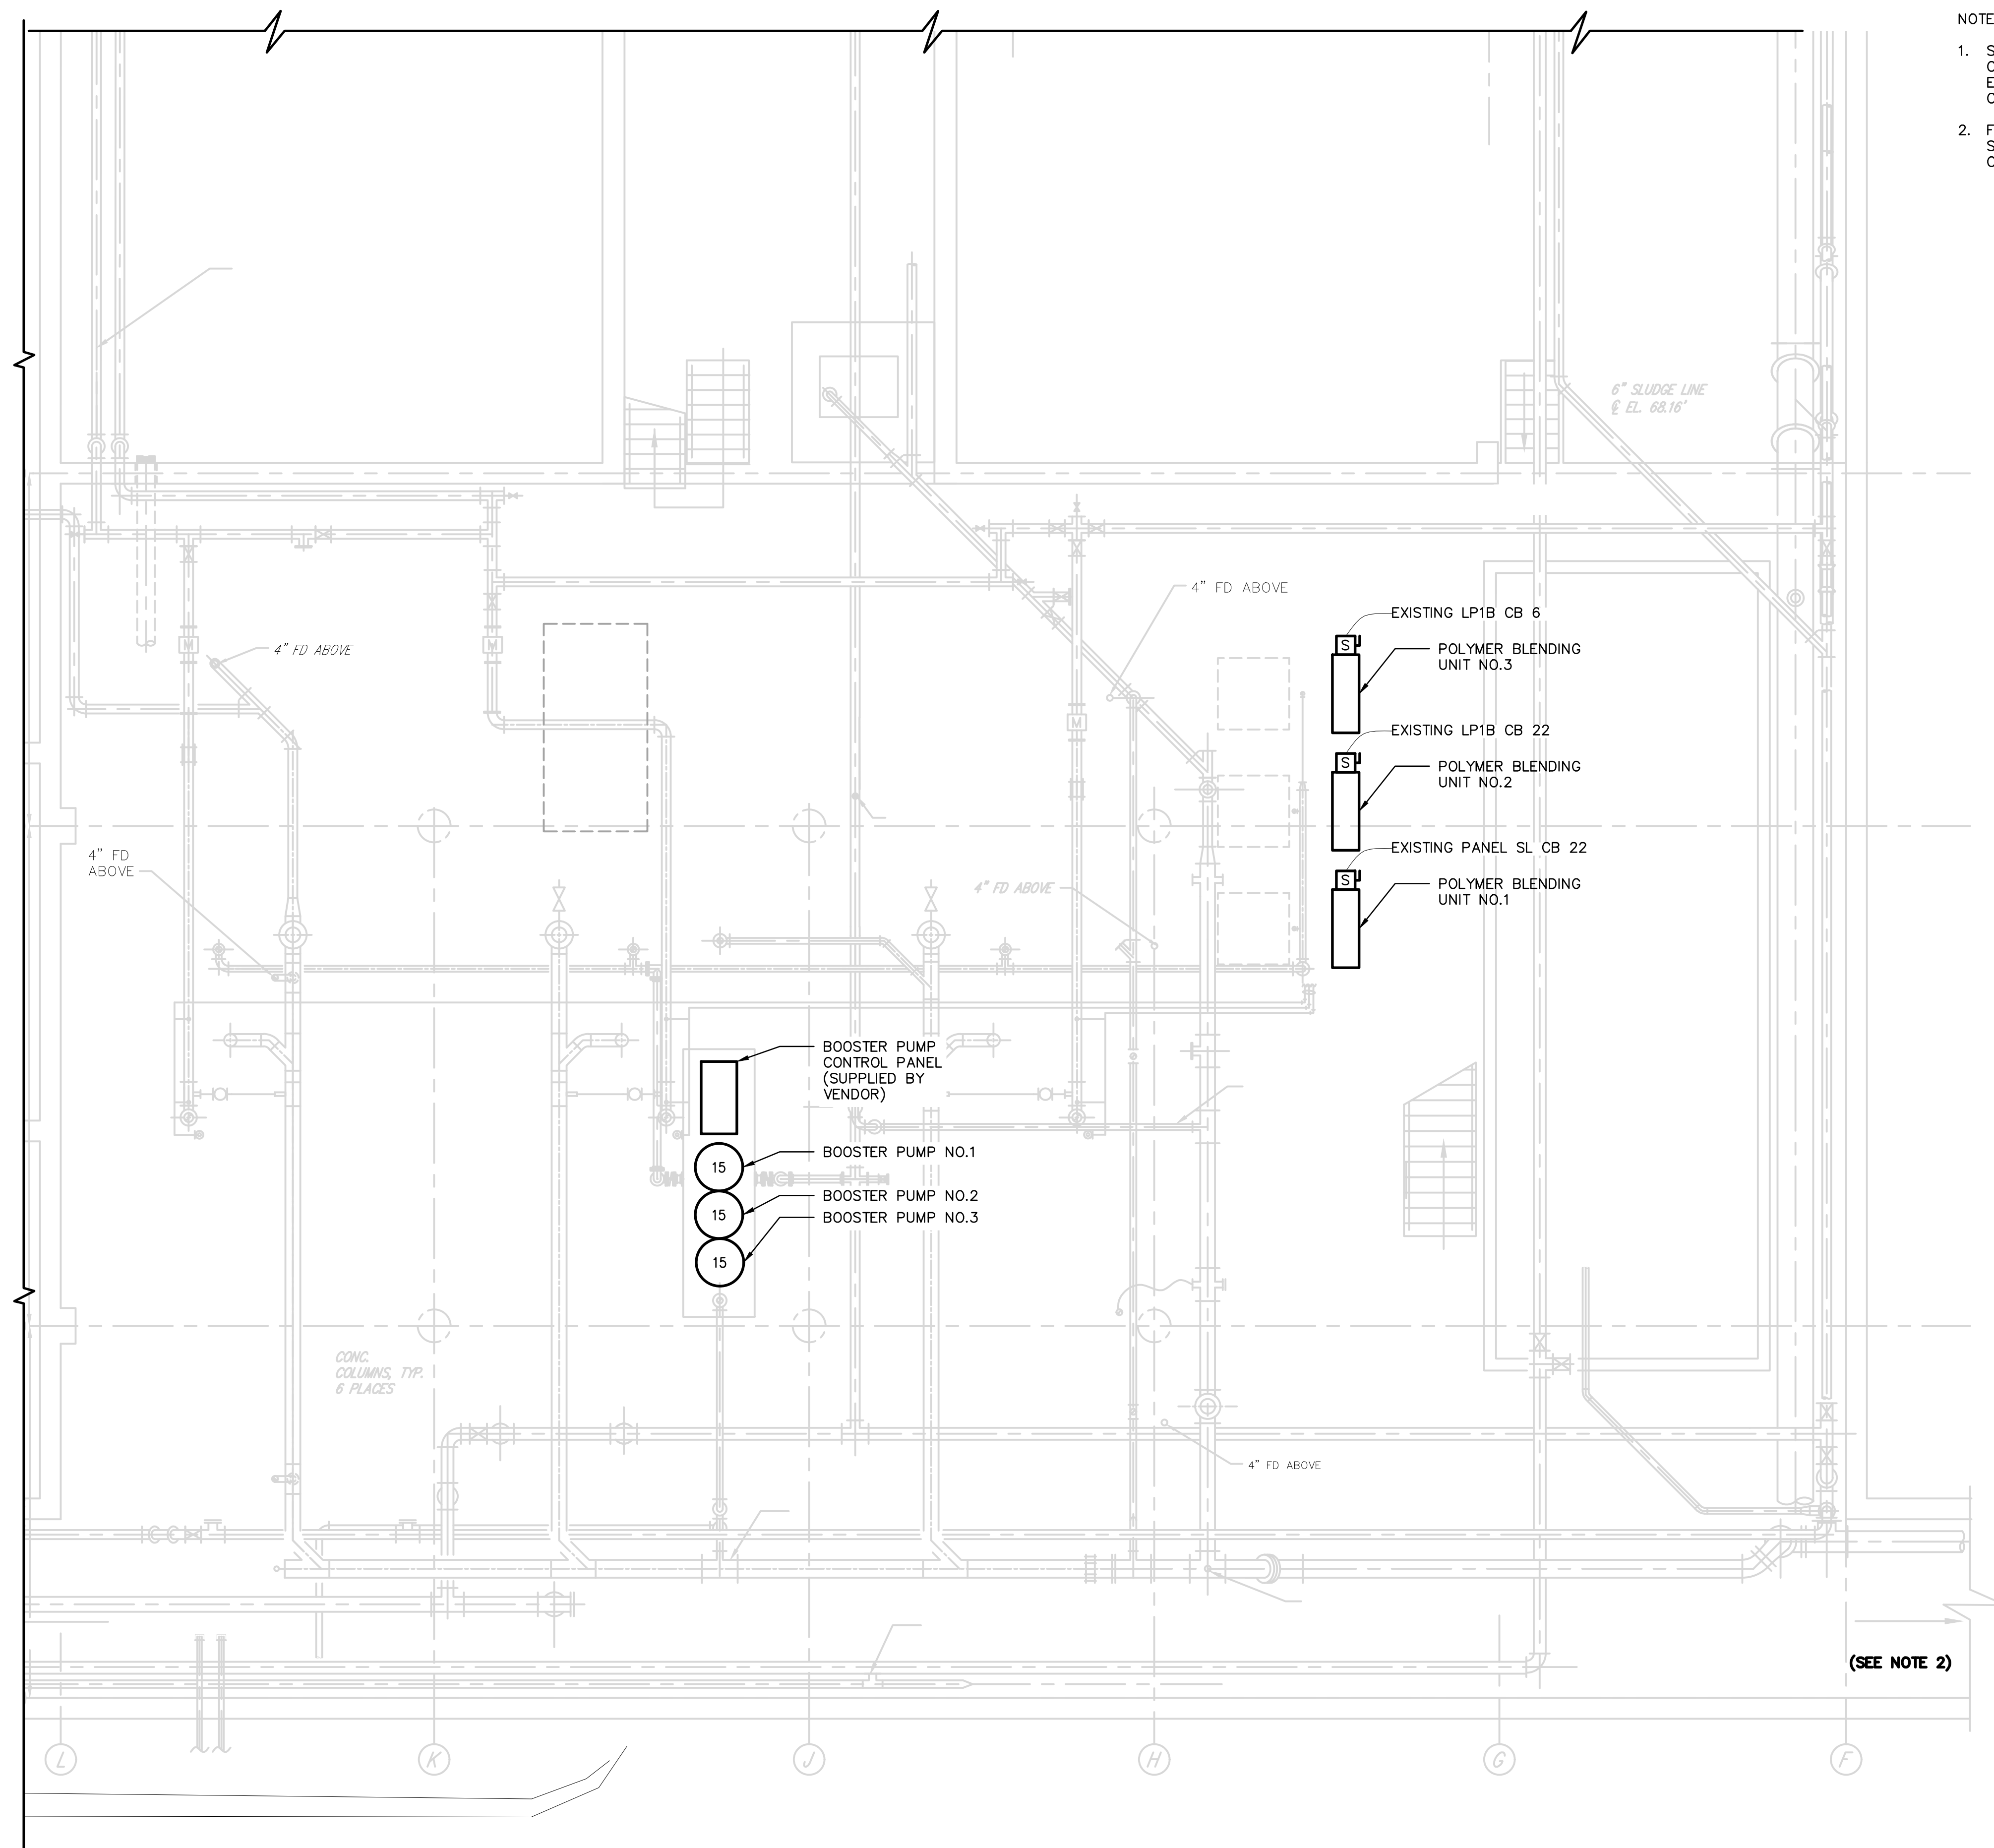 NOTE
1. S
2. F
S
6" SLUDGE LINE
℄ EL. 68.16'
4" FD ABOVE
EXISTING LP1B CB 6
S
POLYMER BLENDING
UNIT NO.3
M
M
4" FD ABOVE
M
EXISTING LP1B CB 22
S
POLYMER BLENDING
UNIT NO.2
4" FD
ABOVE
EXISTING PANEL SL CB 22
S
POLYMER BLENDING
UNIT NO.1
4" FD ABOVE
BOOSTER PUMP
CONTROL PANEL
(SUPPLIED BY
VENDOR)
15
BOOSTER PUMP NO.1
15
BOOSTER PUMP NO.2
BOOSTER PUMP NO.3
15
CONC.
COLUMNS, TYP.
6 PLACES
4" FD ABOVE
(SEE NOTE 2)
L
K
J
H
G
F